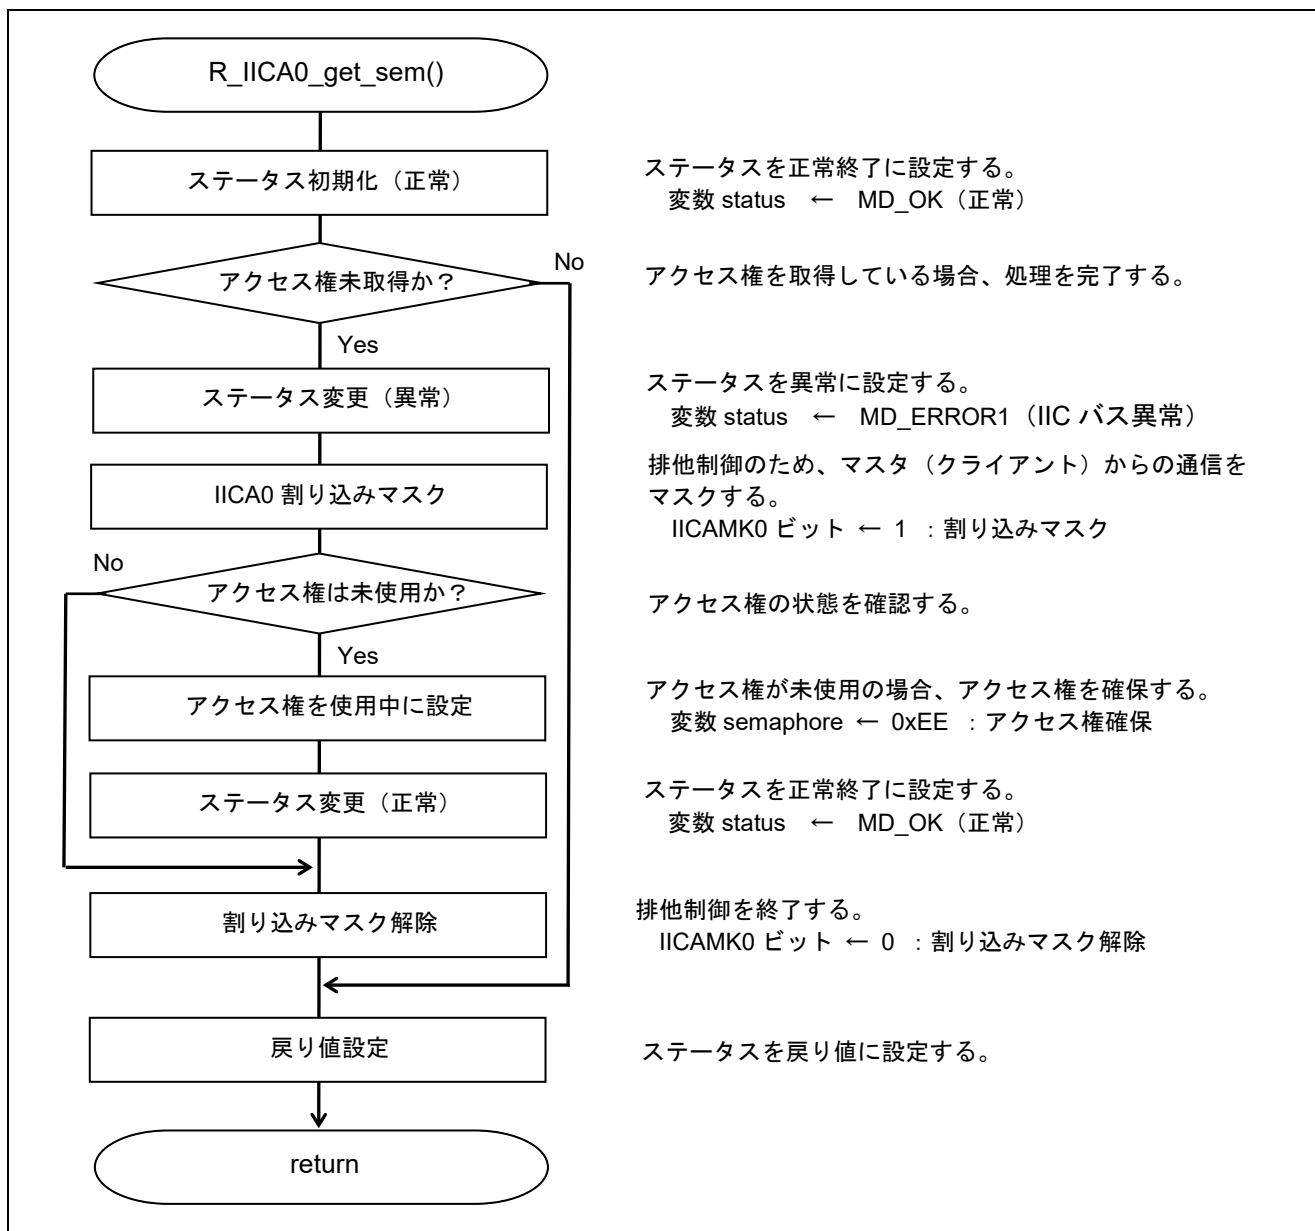 R_IICA0_get_sem()
ステータス初期化（正常）
ステータスを正常終了に設定する。
変数 status ← MD_OK（正常）
アクセス権未取得か？
No
アクセス権を取得している場合、処理を完了する。
Yes
ステータス変更（異常）
ステータスを異常に設定する。
変数 status ← MD_ERROR1（IIC バス異常）
IICA0 割り込みマスク
排他制御のため、マスタ（クライアント）からの通信を
マスクする。
IICAMK0 ビット ← 1 ：割り込みマスク
No
アクセス権は未使用か？
アクセス権の状態を確認する。
Yes
アクセス権を使用中に設定
アクセス権が未使用の場合、アクセス権を確保する。
変数 semaphore ← 0xEE ：アクセス権確保
ステータス変更（正常）
ステータスを正常終了に設定する。
変数 status ← MD_OK（正常）
割り込みマスク解除
排他制御を終了する。
IICAMK0 ビット ← 0 ：割り込みマスク解除
戻り値設定
ステータスを戻り値に設定する。
return